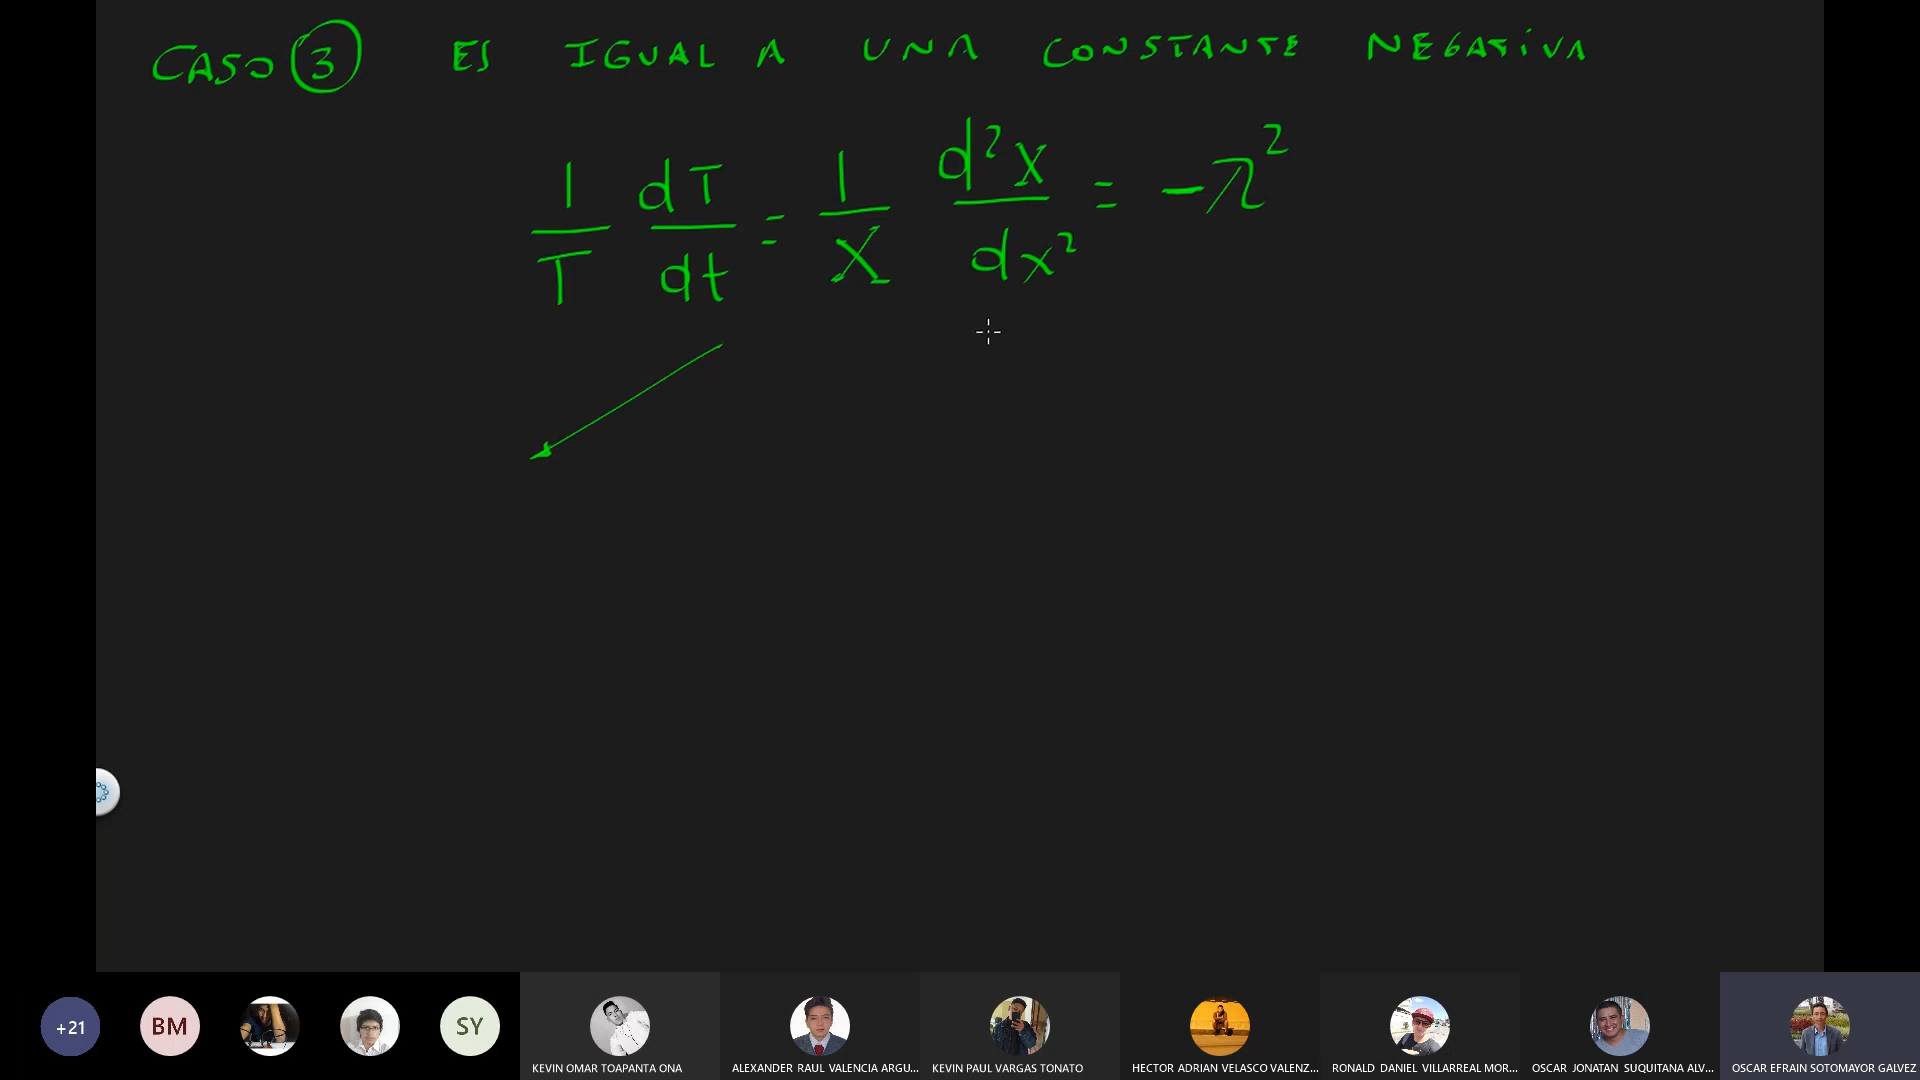 CASO 3 ES IGUAL A UNA CONSTANTE NEGATIVA
1/T dT/dt = 1/X d²X/dx² = -λ²
+21 BM SY
KEVIN OMAR TOAPANTA ONA
ALEXANDER RAUL VALENCIA ARGU...
KEVIN PAUL VARGAS TONATO
HECTOR ADRIAN VELASCO VALENZ...
RONALD DANIEL VILLARREAL MOR...
OSCAR JONATAN SUQUITANA ALV...
OSCAR EFRAIN SOTOMAYOR GALVEZ